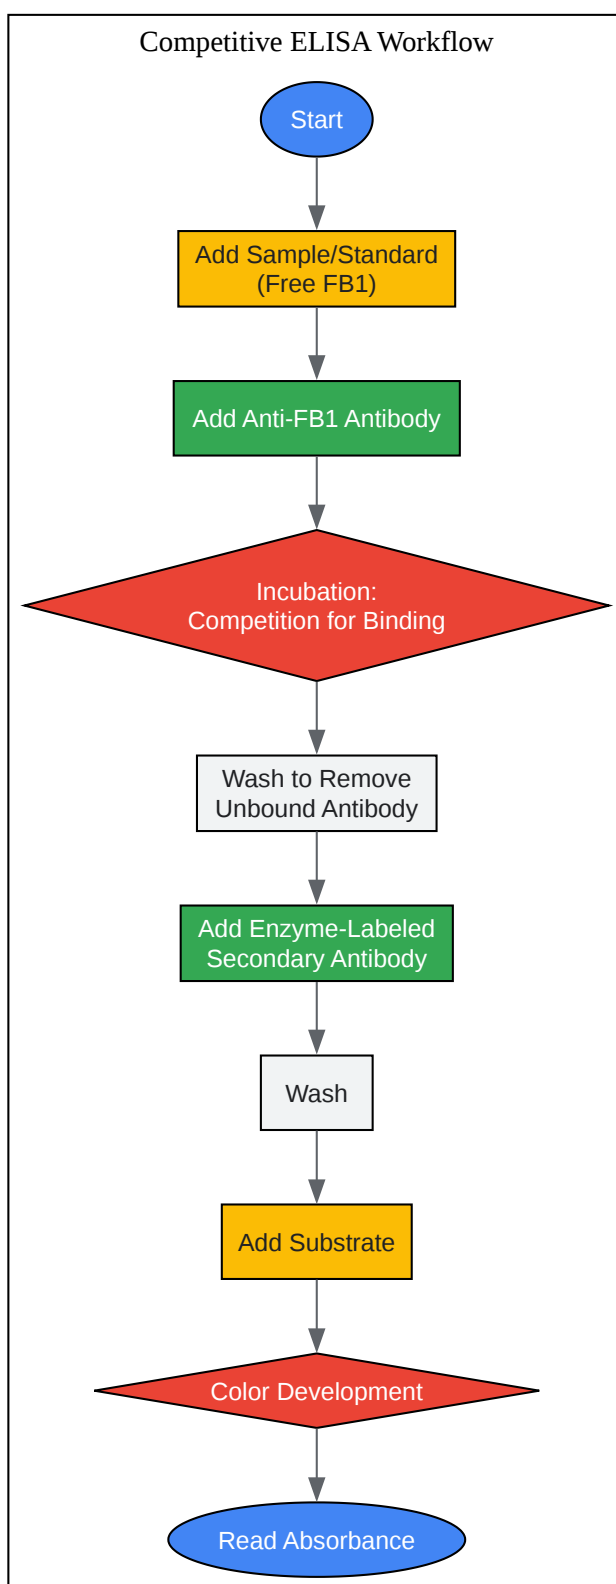 Competitive ELISA Workflow
Start
Add Sample/Standard
(Free FB1)
Add Anti-FB1 Antibody
Incubation:
Competition for Binding
Wash to Remove
Unbound Antibody
Add Enzyme-Labeled
Secondary Antibody
Wash
Add Substrate
Color Development
Read Absorbance